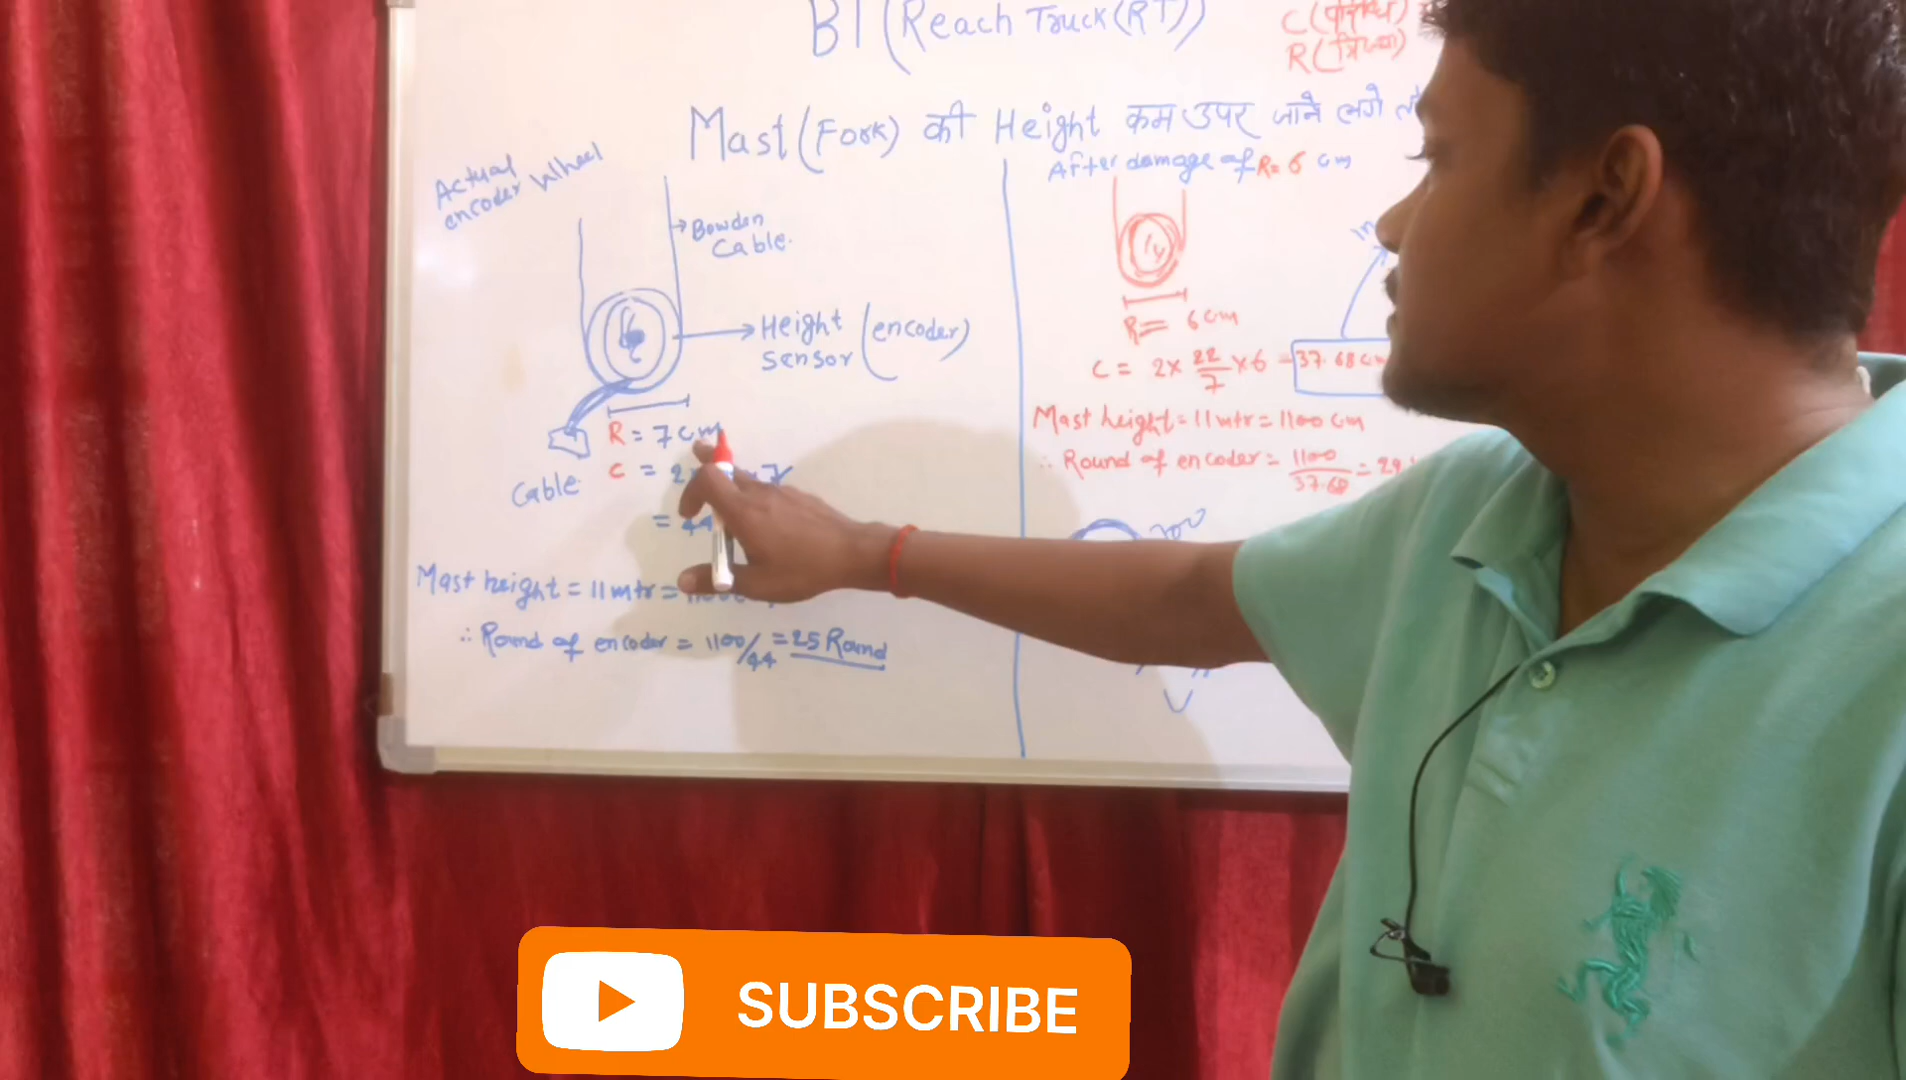 BT (Reach Truck (RT))
C (परिधि)
R (त्रिज्या)
Mast (Fork) की Height कम उपर जाने लगे तो
Actual
encoder Wheel
Bowden
Cable.
Height (encoder)
Sensor
R = 7 cm
C = 2 7
= 44
Cable
Mast height = 11 mtr =
∴ Round of encoder = 1100/44 = 25 Round
After damage of R= 6 cm
R = 6 cm
C = 2 × 22/7 × 6 = 37.68 cm
Mast height = 11 mtr = 1100 cm
∴ Round of encoder = 1100/37.68 = 29
SUBSCRIBE